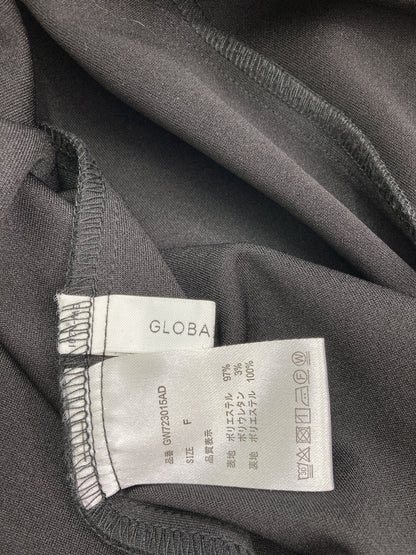 GLOBA
品番 GW723015AD
SIZE F
品質表示
表地 ポリエステル 97%
ポリウレタン 3%
裏地 ポリエステル 100%